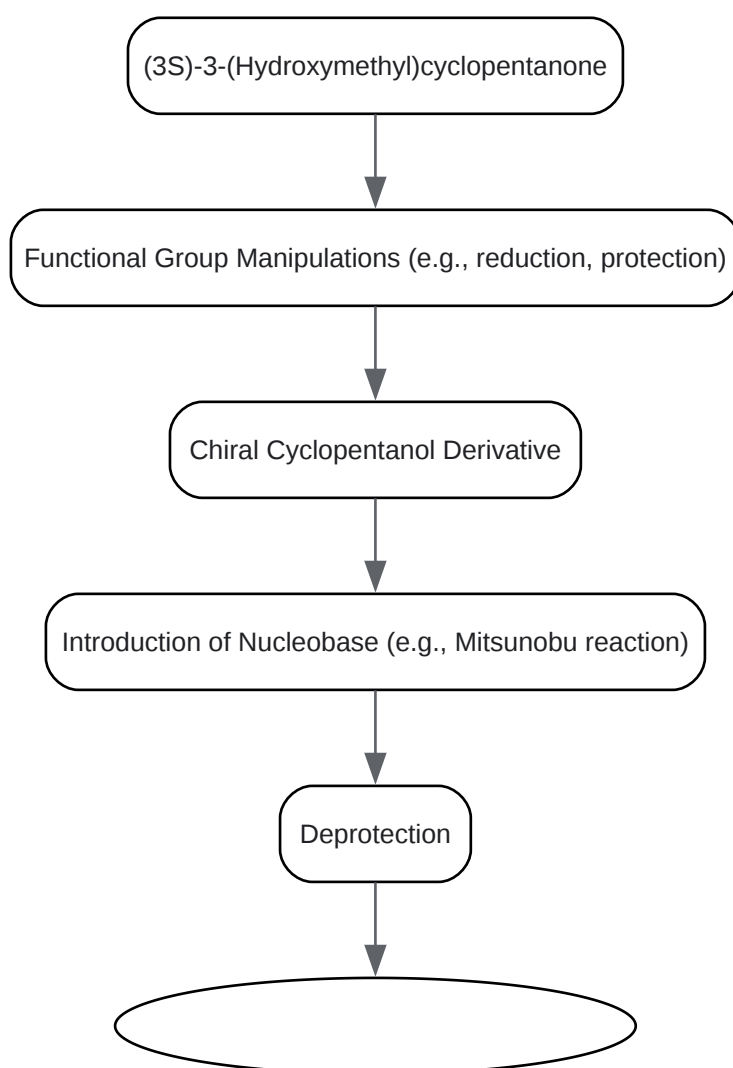 (3S)-3-(Hydroxymethyl)cyclopentanone
Functional Group Manipulations (e.g., reduction, protection)
Chiral Cyclopentanol Derivative
Introduction of Nucleobase (e.g., Mitsunobu reaction)
Deprotection